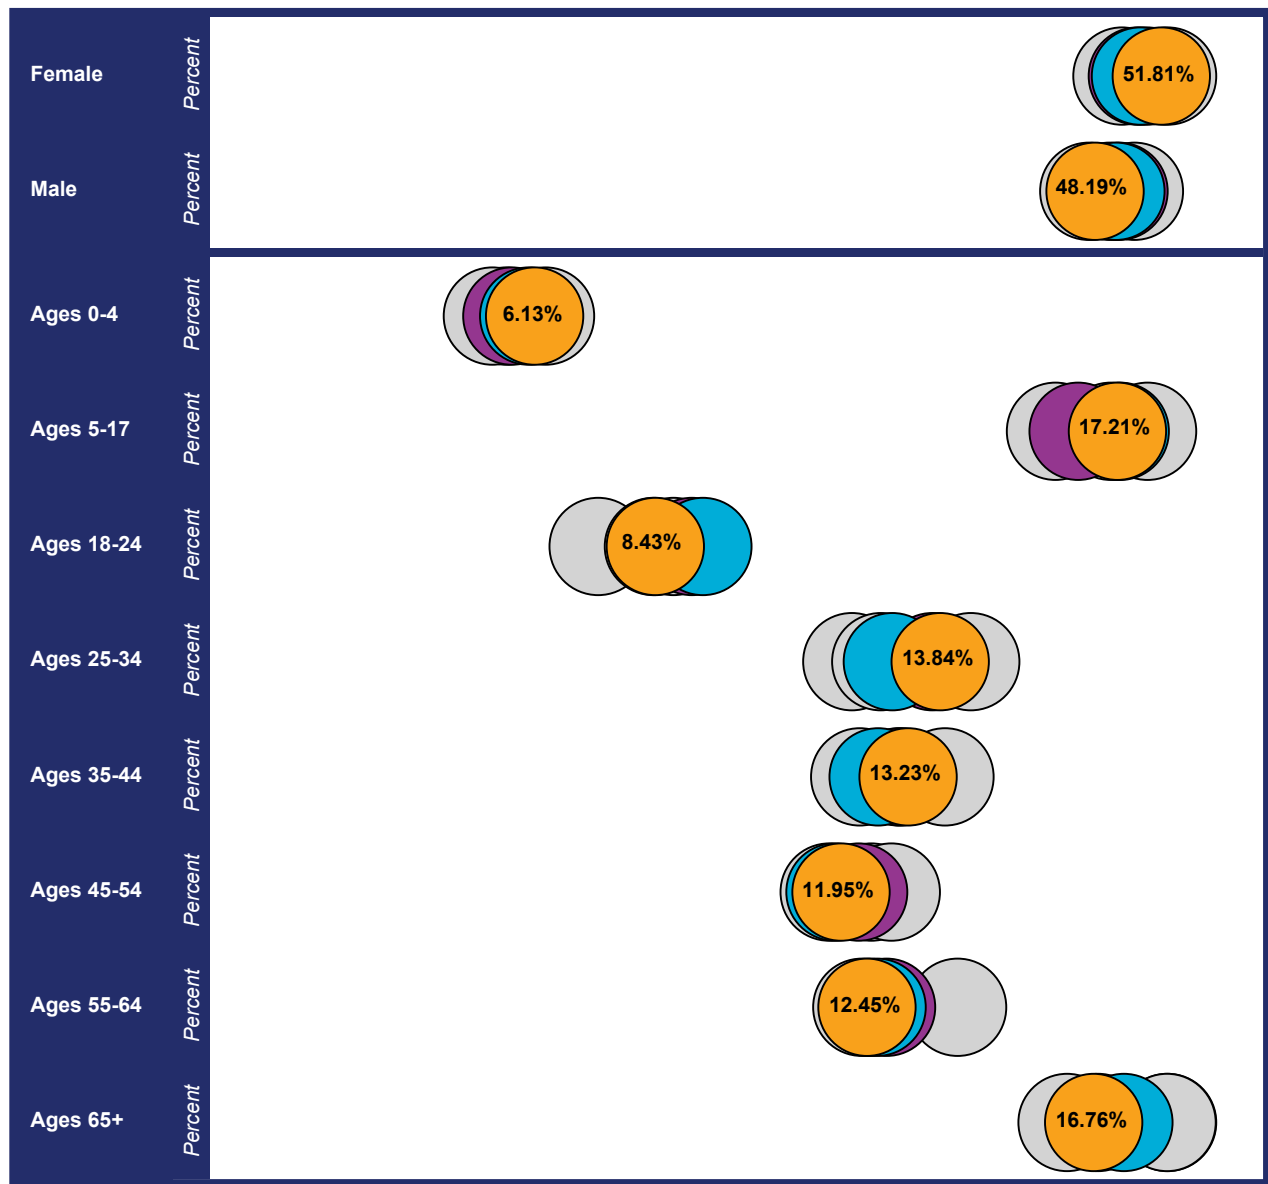 Female Percent 51.81%
Male Percent 48.19%
Ages 0-4 Percent 6.13%
Ages 5-17 Percent 17.21%
Ages 18-24 Percent 8.43%
Ages 25-34 Percent 13.84%
Ages 35-44 Percent 13.23%
Ages 45-54 Percent 11.95%
Ages 55-64 Percent 12.45%
Ages 65+ Percent 16.76%